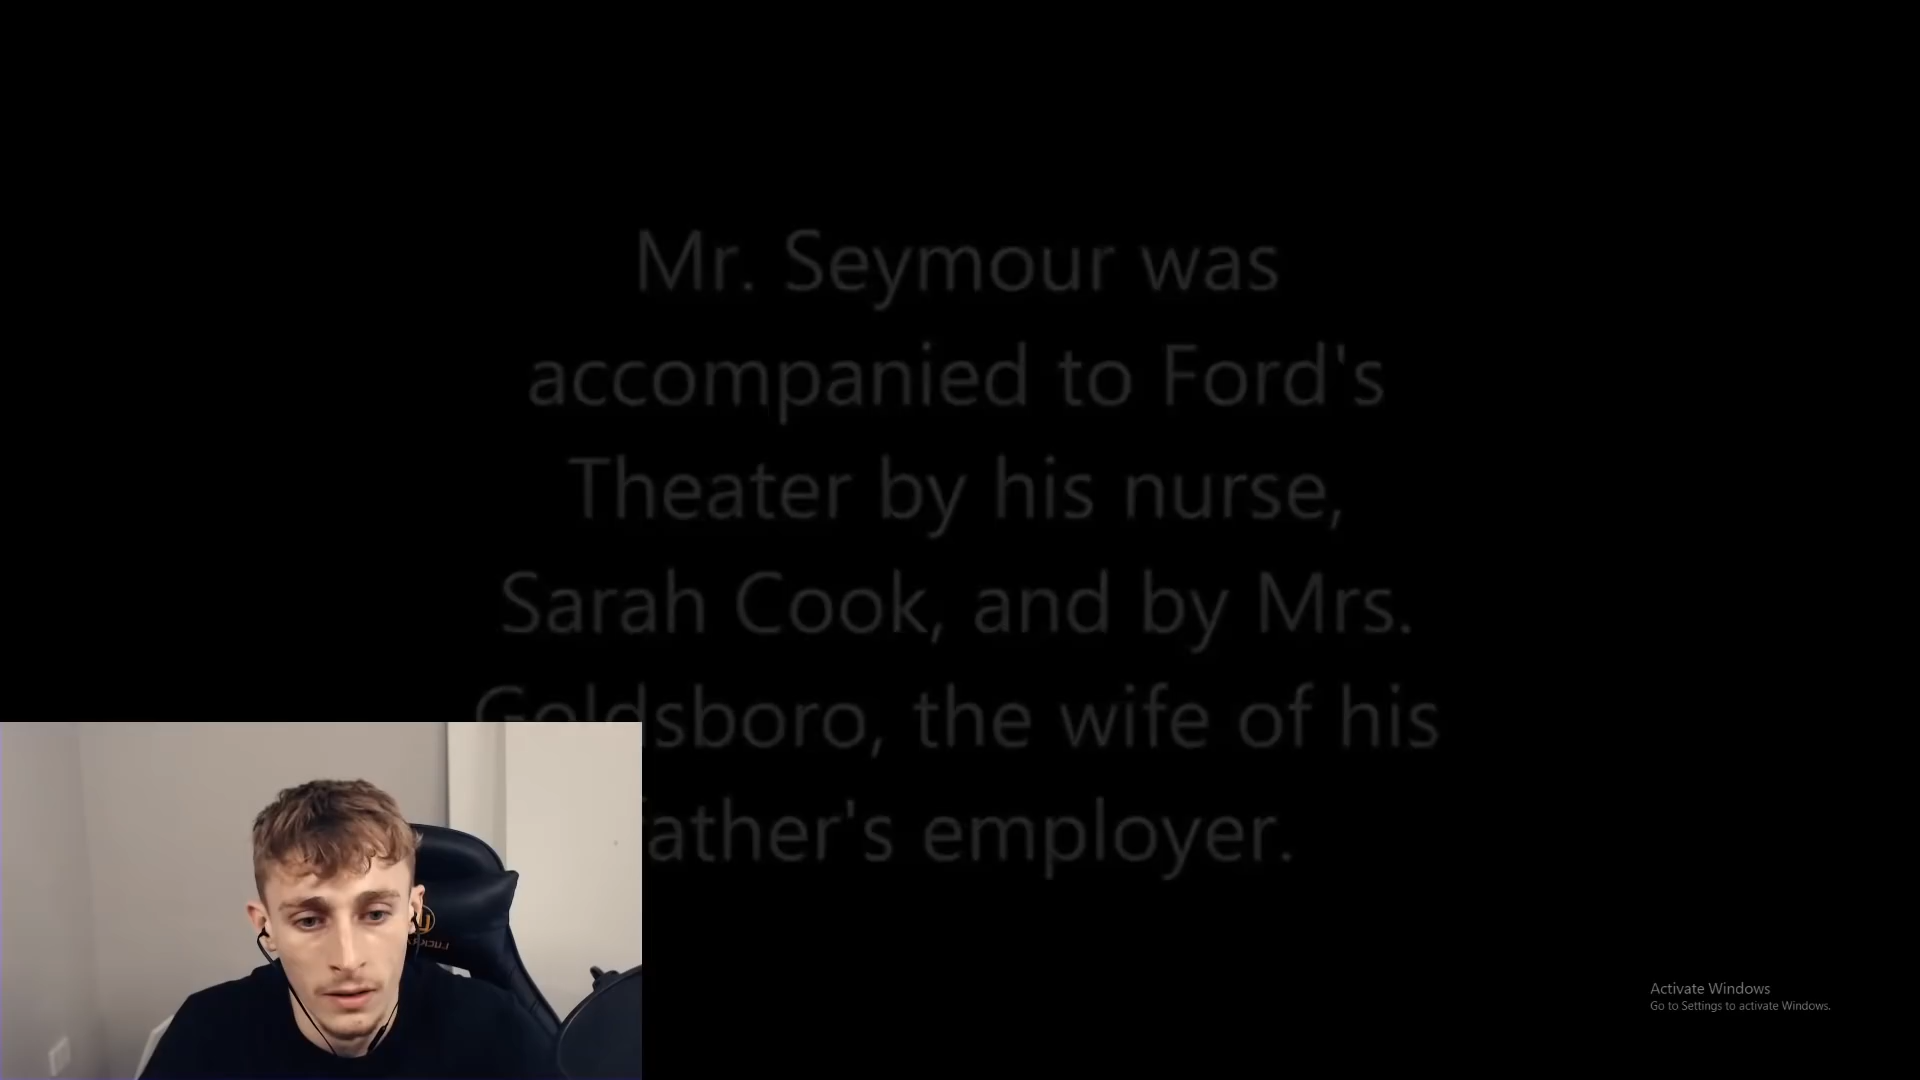 Mr. Seymour was
accompanied to Ford's
Theater by his nurse,
Sarah Cook, and by Mrs.
Goldsboro, the wife of his
father's employer.
Activate Windows
Go to Settings to activate Windows.